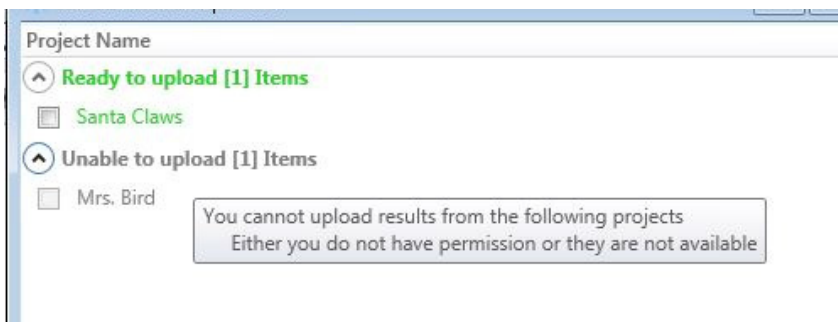 Project Name
Ready to upload [1] Items
Santa Claws
Unable to upload [1] Items
Mrs. Bird
You cannot upload results from the following projects
Either you do not have permission or they are not available